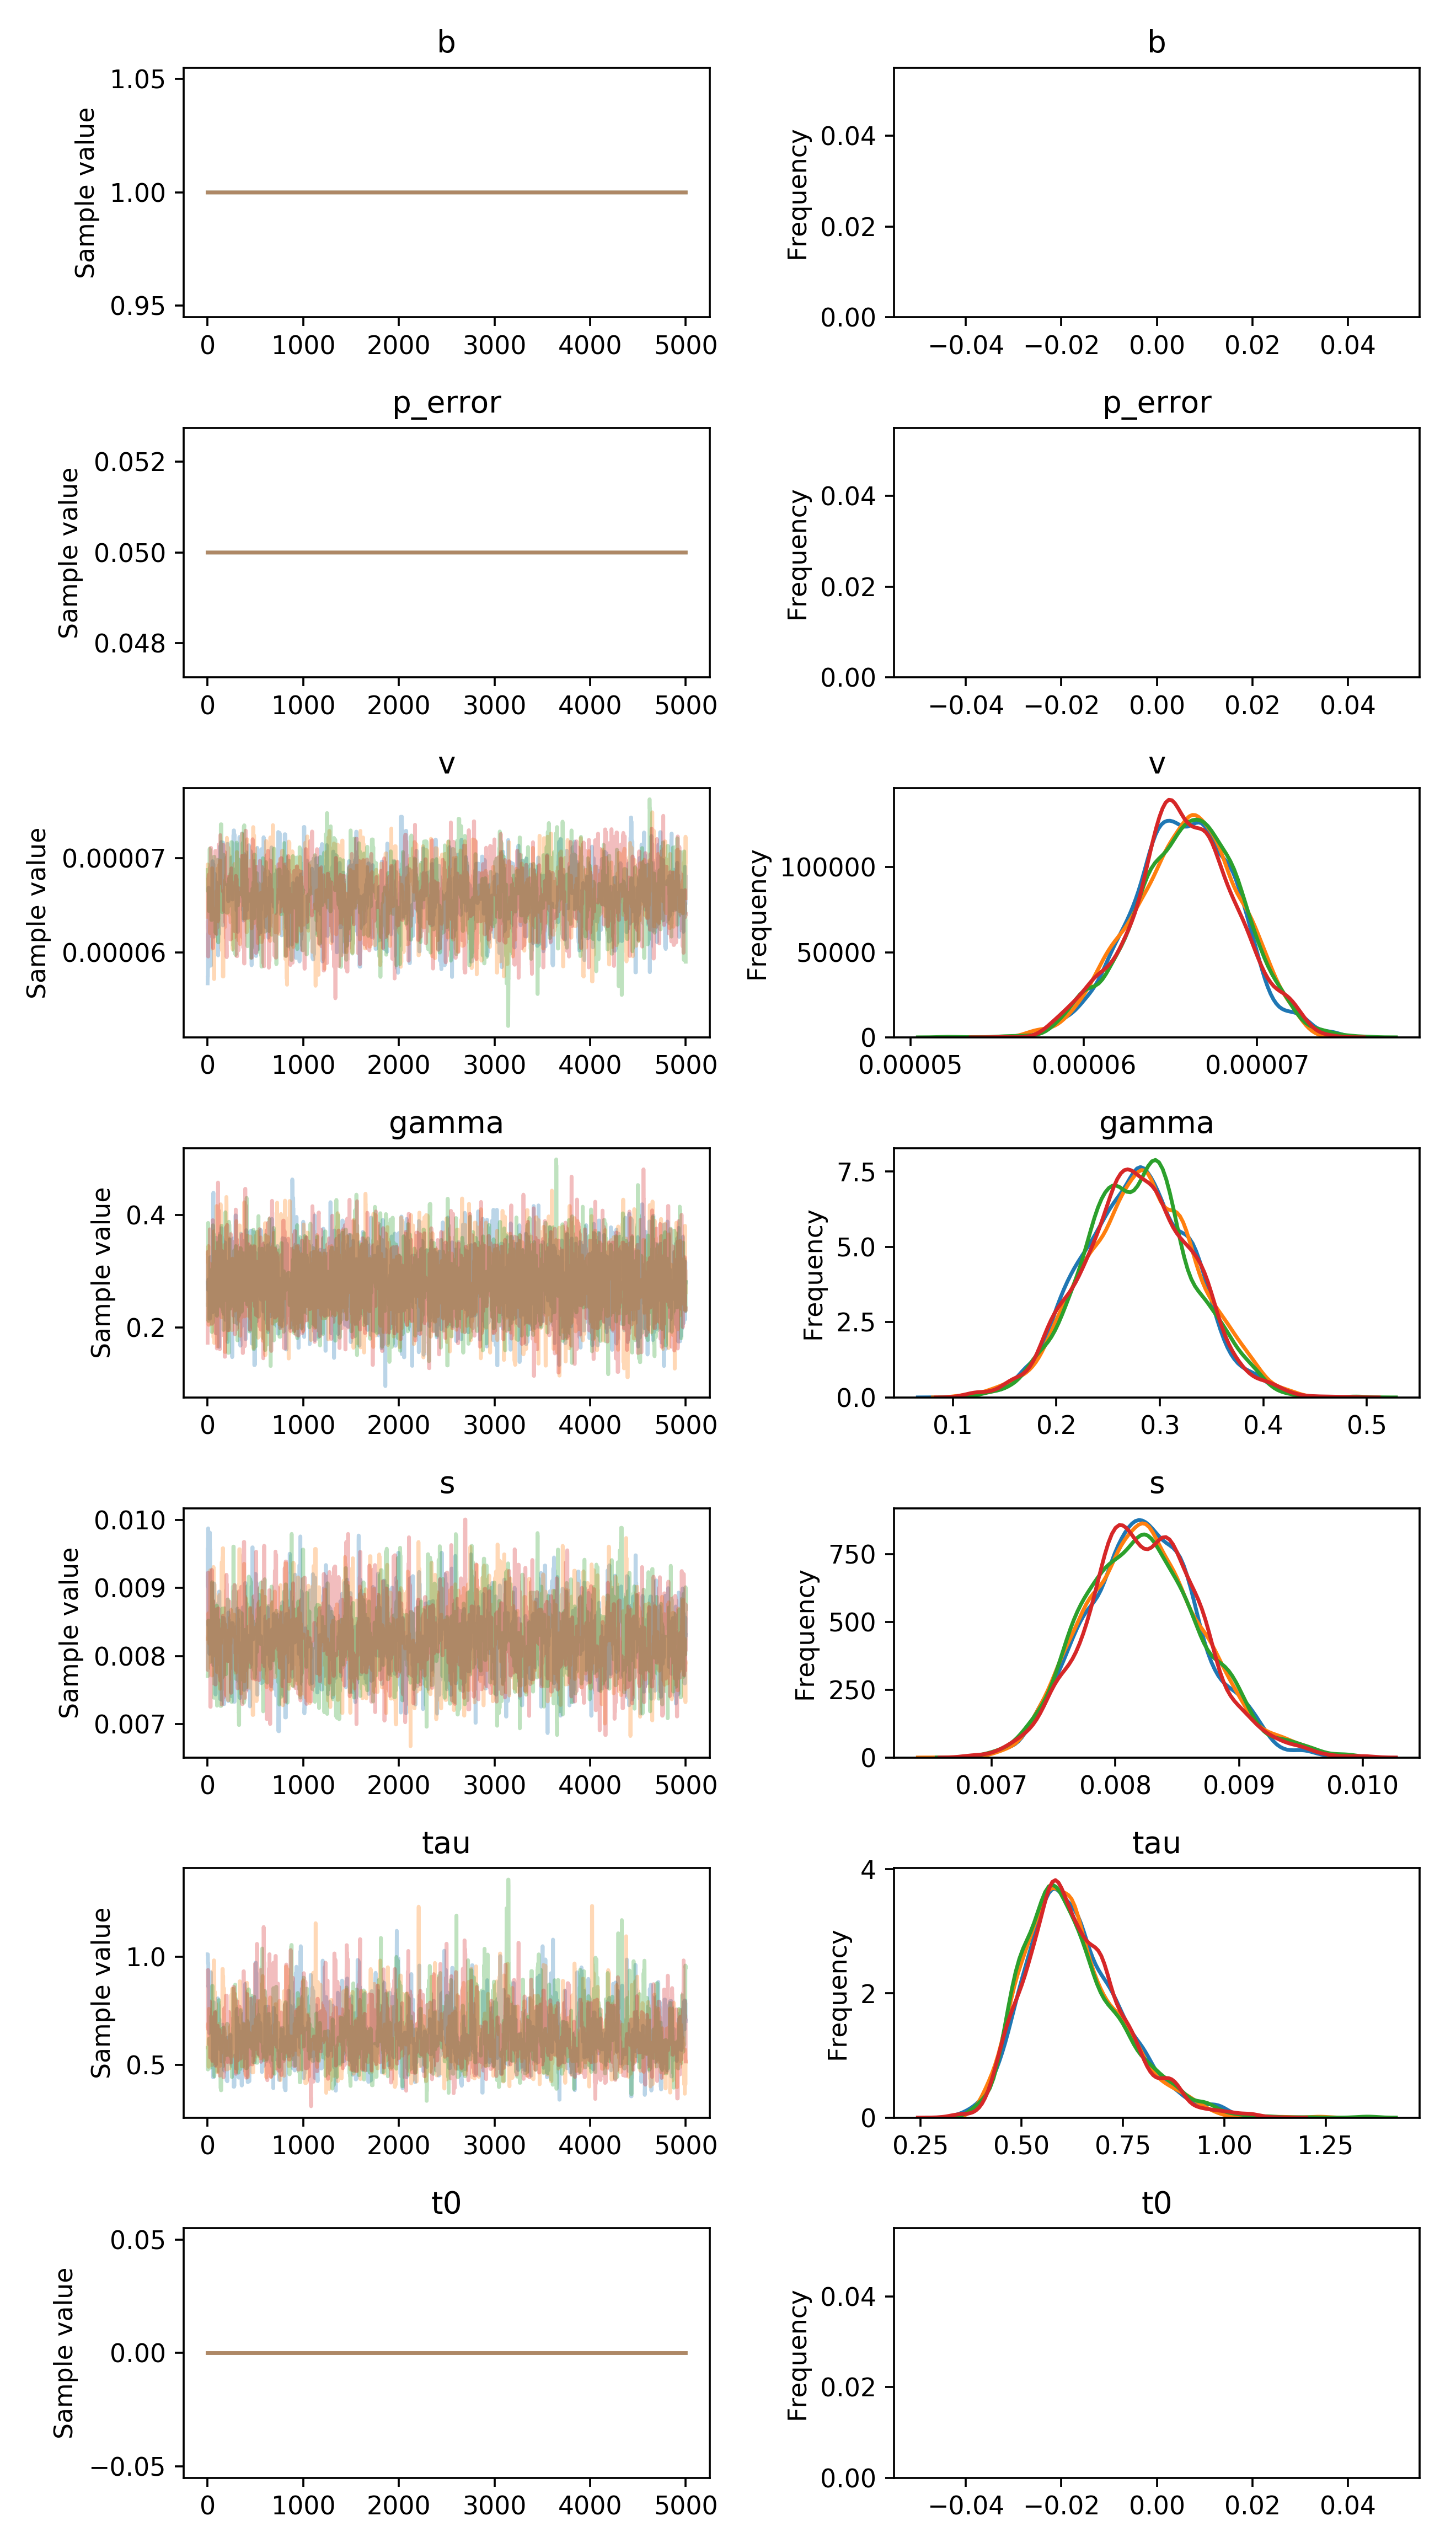 b
b
Sample value
1.05
1.00
0.95
0 1000 2000 3000 4000 5000
Frequency
0.04
0.02
0.00
−0.04 −0.02 0.00 0.02 0.04
p_error
p_error
Sample value
0.052
0.050
0.048
0 1000 2000 3000 4000 5000
Frequency
0.04
0.02
0.00
−0.04 −0.02 0.00 0.02 0.04
v
v
Sample value
0.00007
0.00006
0 1000 2000 3000 4000 5000
Frequency
100000
50000
0
0.00005 0.00006 0.00007
gamma
gamma
Sample value
0.4
0.2
0 1000 2000 3000 4000 5000
Frequency
7.5
5.0
2.5
0.0
0.1 0.2 0.3 0.4 0.5
s
s
Sample value
0.010
0.009
0.008
0.007
0 1000 2000 3000 4000 5000
Frequency
750
500
250
0
0.007 0.008 0.009 0.010
tau
tau
Sample value
1.0
0.5
0 1000 2000 3000 4000 5000
Frequency
4
2
0
0.25 0.50 0.75 1.00 1.25
t0
t0
Sample value
0.05
0.00
−0.05
0 1000 2000 3000 4000 5000
Frequency
0.04
0.02
0.00
−0.04 −0.02 0.00 0.02 0.04